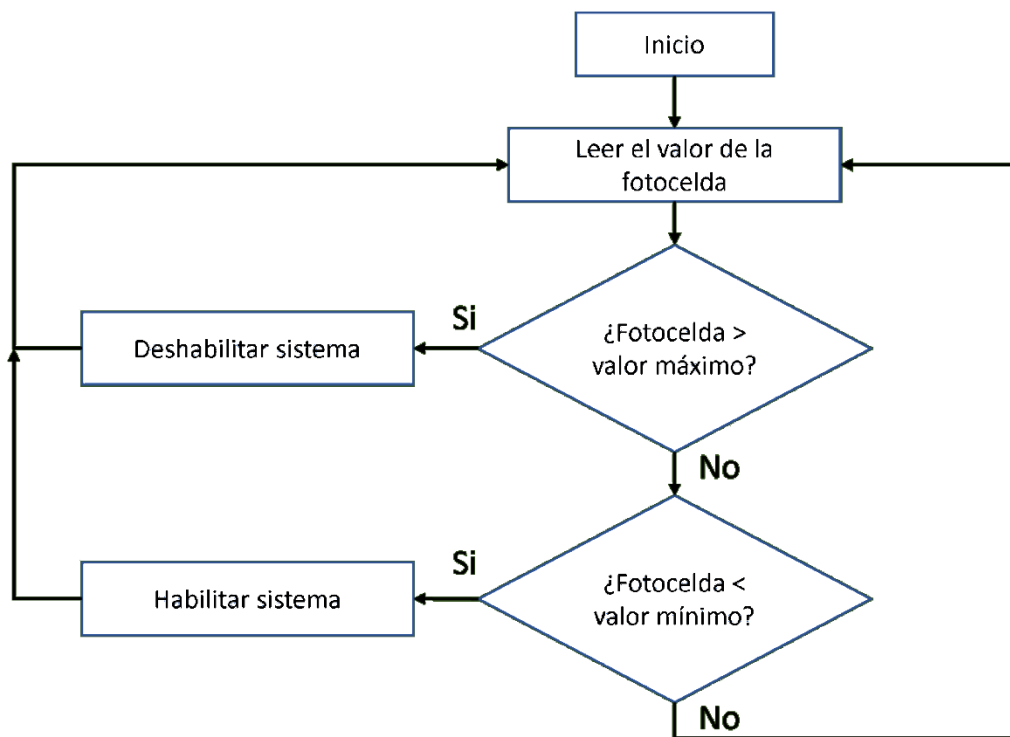 Inicio
Leer el valor de la
fotocelda
Si
¿Fotocelda >
valor máximo?
Deshabilitar sistema
No
Si
¿Fotocelda <
valor mínimo?
Habilitar sistema
No